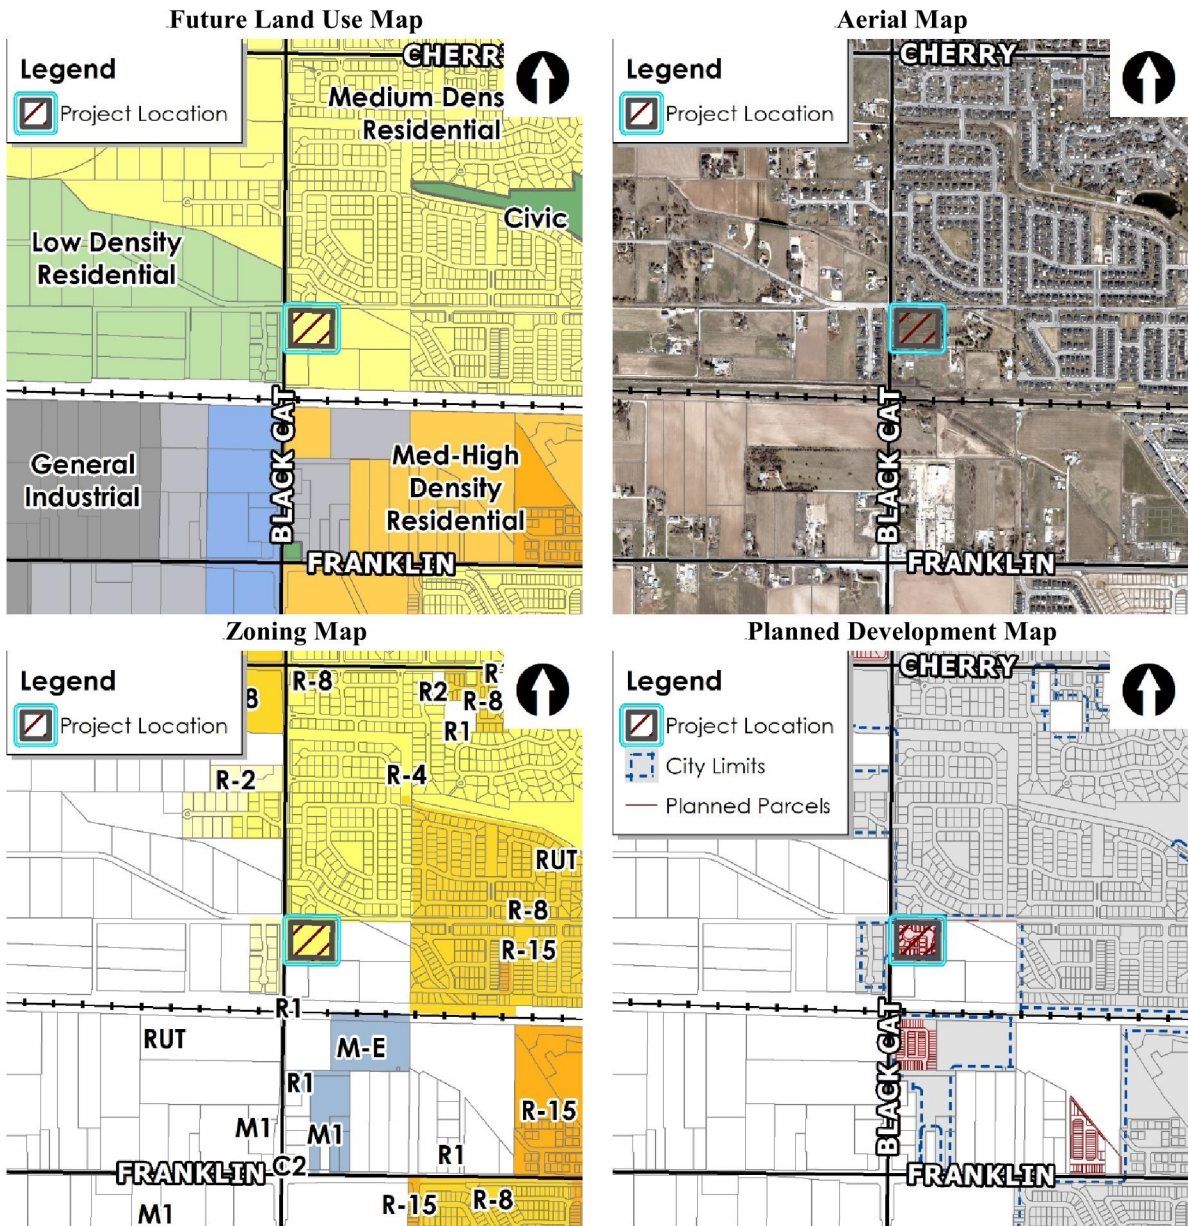 Future Land Use Map
Legend
Project Location
CHERR
Medium Dens
Residential
Civic
Low Density
Residential
BLACK CAT
General
Industrial
Med-High
Density
Residential
FRANKLIN
Aerial Map
Legend
Project Location
CHERRY
BLACK CAT
FRANKLIN
Zoning Map
Legend
Project Location
8
R-8
R2
R-
R-8
R1
R-2
R-4
RUT
R-8
R-15
R1
RUT
M-E
R1
M1
M1
R-15
R1
FRANKLIN
C2
M1
R-15
R-8
Planned Development Map
Legend
Project Location
City Limits
Planned Parcels
CHERRY
BLACK CAT
FRANKLIN